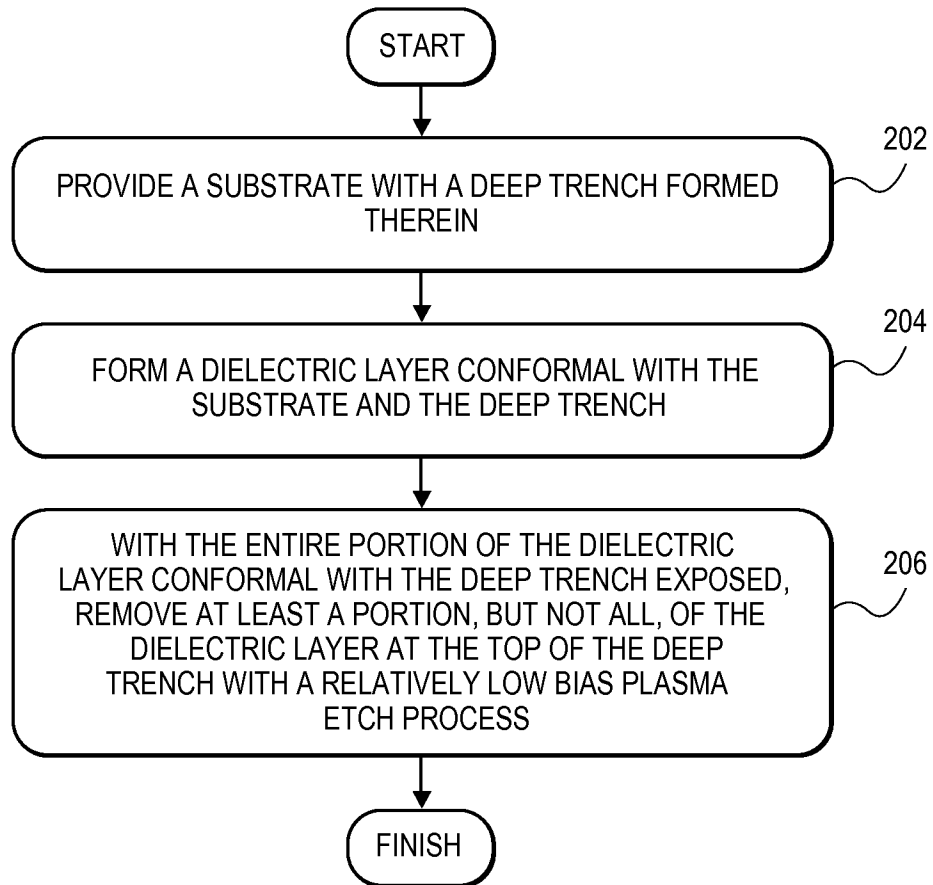 START
202
PROVIDE A SUBSTRATE WITH A DEEP TRENCH FORMED
THEREIN
204
FORM A DIELECTRIC LAYER CONFORMAL WITH THE
SUBSTRATE AND THE DEEP TRENCH
206
WITH THE ENTIRE PORTION OF THE DIELECTRIC
LAYER CONFORMAL WITH THE DEEP TRENCH EXPOSED,
REMOVE AT LEAST A PORTION, BUT NOT ALL, OF THE
DIELECTRIC LAYER AT THE TOP OF THE DEEP
TRENCH WITH A RELATIVELY LOW BIAS PLASMA
ETCH PROCESS
FINISH